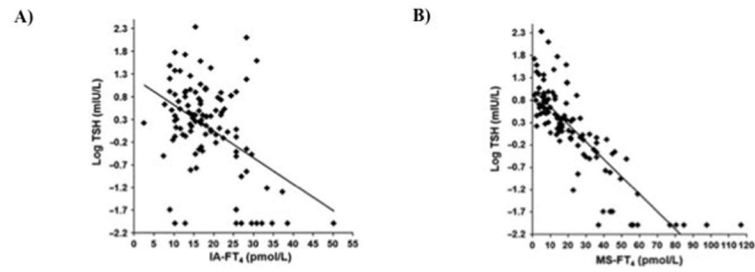 A)
B)
2.3
1.8
1.3
0.8
0.3
−0.2
−0.7
−1.2
−1.7
−2.2
Log TSH (mIU/L)
0 5 10 15 20 25 30 35 40 45 50 55
IA-FT4 (pmol/L)
2.3
1.8
1.3
0.8
0.3
−0.2
−0.7
−1.2
−1.7
−2.2
Log TSH (mIU/L)
0 10 20 30 40 50 60 70 80 90 100 110 120
MS-FT4 (pmol/L)